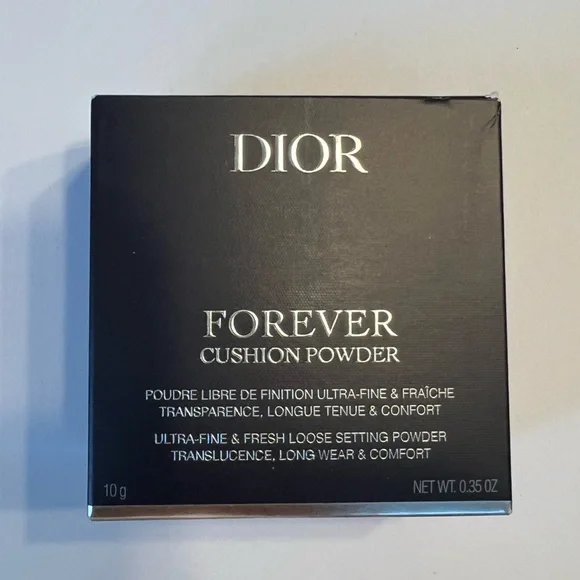 DIOR
FOREVER
CUSHION POWDER
POUDRE LIBRE DE FINITION ULTRA-FINE & FRAÎCHE
TRANSPARENCE, LONGUE TENUE & CONFORT
ULTRA-FINE & FRESH LOOSE SETTING POWDER
TRANSLUCENCE, LONG WEAR & COMFORT
10 g NET WT. 0.35 OZ